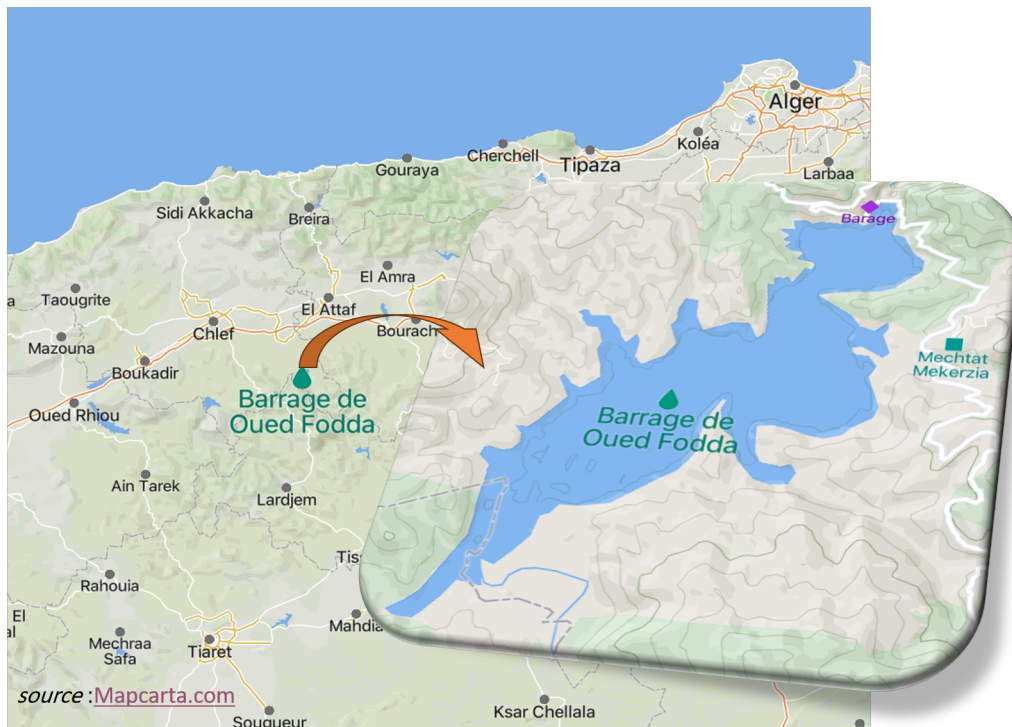 Alger
Koléa
Cherchell
Tipaza
Gouraya
Larbaa
Sidi Akkacha
Breira
Barage
El Amra
a
Taougrite
El Attaf
Chlef
Bourach
Mazouna
Mechtat
Mekerzia
Boukadir
Barrage de
Oued Fodda
Oued Rhiou
Barrage de
Oued Fodda
Ain Tarek
Lardjem
Tis
Rahouia
El
al
Mahdia
Mechraa
Safa
Tiaret
source :Mapcarta.com
Sougueur
Ksar Chellala